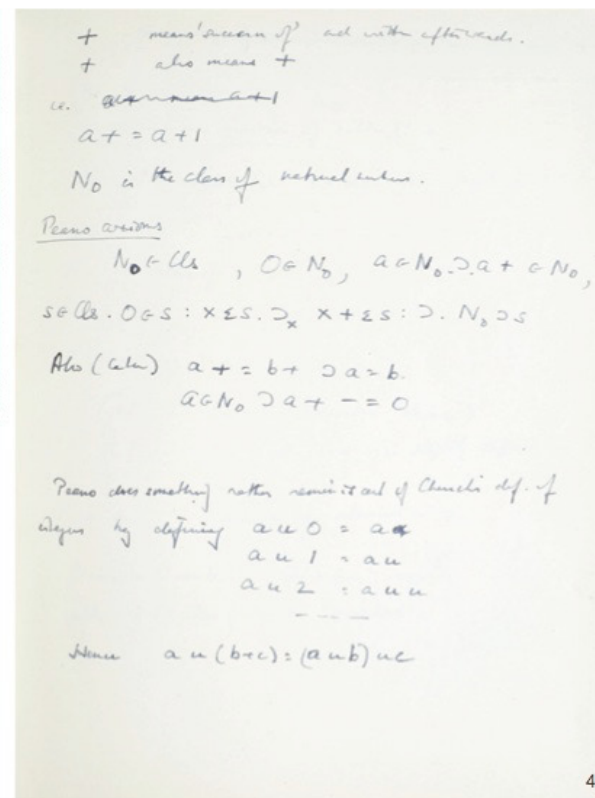 + means 'successor of' and written afterwards.
+ also means +
i.e. a+ means a+1
a+ = a+1
N₀ is the class of natural numbers.
Peano axioms
N₀ ε Cls , 0 ε N₀ , a ε N₀ . ⊃ . a+ ε N₀ ,
s ε Cls . 0 ε s : x ε s . ⊃ₓ x+ ε s : ⊃ . N₀ ⊃ s
Also (later) a+ = b+ ⊃ a = b.
a ε N₀ ⊃ a+ - = 0
Peano does something rather reminiscent of Church's def. of
integers by defining a u 0 = a
a u 1 = a u
a u 2 = a u u
- - - -
Hence a u (b+c) = (a u b) u c
4